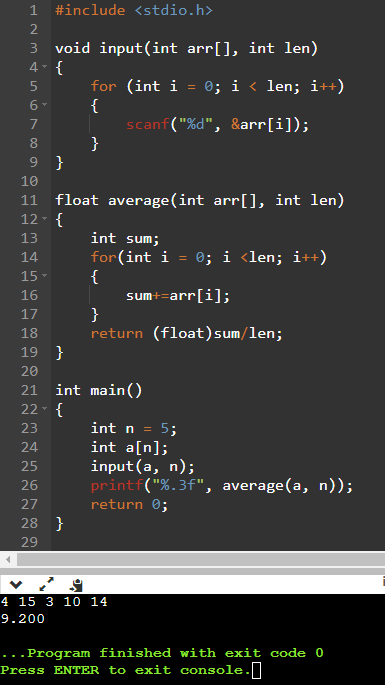 1 #include <stdio.h>
2
3 void input(int arr[], int len)
4 {
5     for (int i = 0; i < len; i++)
6     {
7         scanf("%d", &arr[i]);
8     }
9 }
10
11 float average(int arr[], int len)
12 {
13     int sum;
14     for(int i = 0; i <len; i++)
15     {
16         sum+=arr[i];
17     }
18     return (float)sum/len;
19 }
20
21 int main()
22 {
23     int n = 5;
24     int a[n];
25     input(a, n);
26     printf("%.3f", average(a, n));
27     return 0;
28 }
29
4 15 3 10 14
9.200
...Program finished with exit code 0
Press ENTER to exit console.